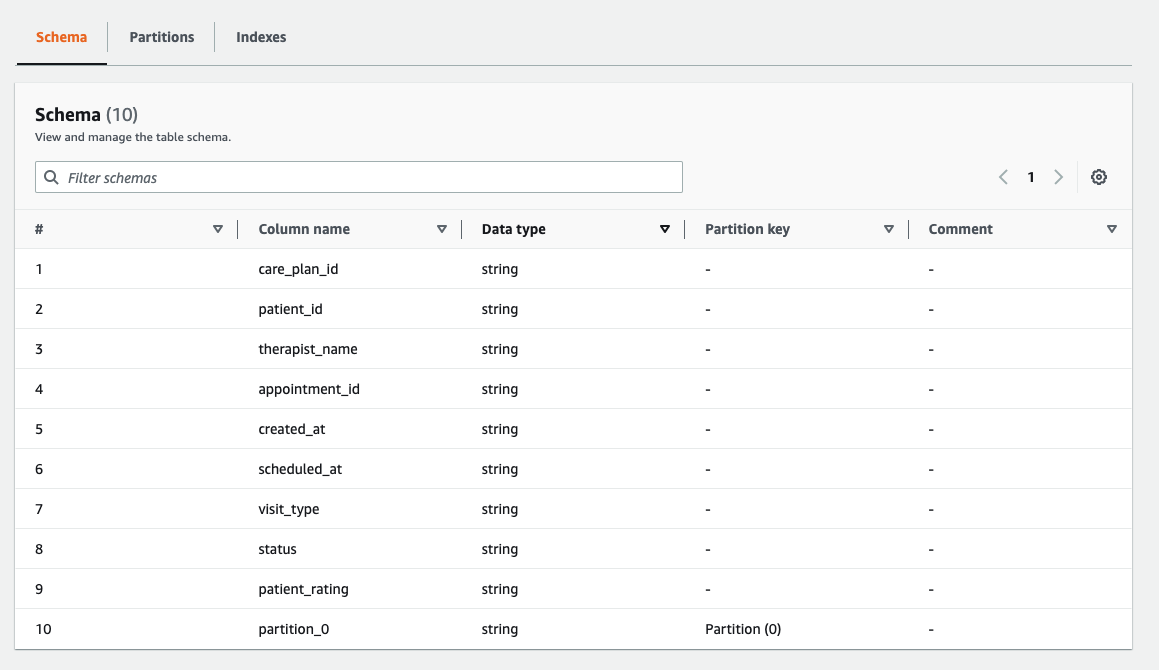 Schema Partitions Indexes
Schema (10)
View and manage the table schema.
Filter schemas 1
# Column name Data type Partition key Comment
1 care_plan_id string - -
2 patient_id string - -
3 therapist_name string - -
4 appointment_id string - -
5 created_at string - -
6 scheduled_at string - -
7 visit_type string - -
8 status string - -
9 patient_rating string - -
10 partition_0 string Partition (0) -